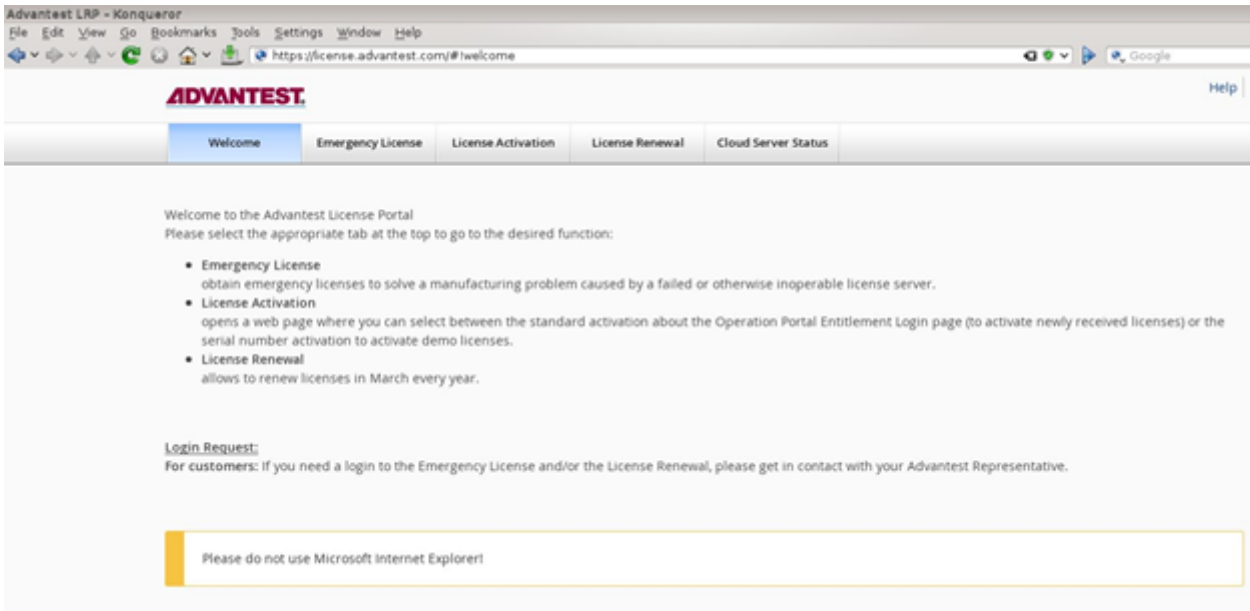 Advantest LRP - Konqueror
File Edit View Go Bookmarks Tools Settings Window Help
https://license.advantest.com/#!welcome
Google
ADVANTEST.
Help
Welcome Emergency License License Activation License Renewal Cloud Server Status
Welcome to the Advantest License Portal
Please select the appropriate tab at the top to go to the desired function:
• Emergency License
obtain emergency licenses to solve a manufacturing problem caused by a failed or otherwise inoperable license server.
• License Activation
opens a web page where you can select between the standard activation about the Operation Portal Entitlement Login page (to activate newly received licenses) or the
serial number activation to activate demo licenses.
• License Renewal
allows to renew licenses in March every year.
Login Request:
For customers: If you need a login to the Emergency License and/or the License Renewal, please get in contact with your Advantest Representative.
Please do not use Microsoft Internet Explorer!